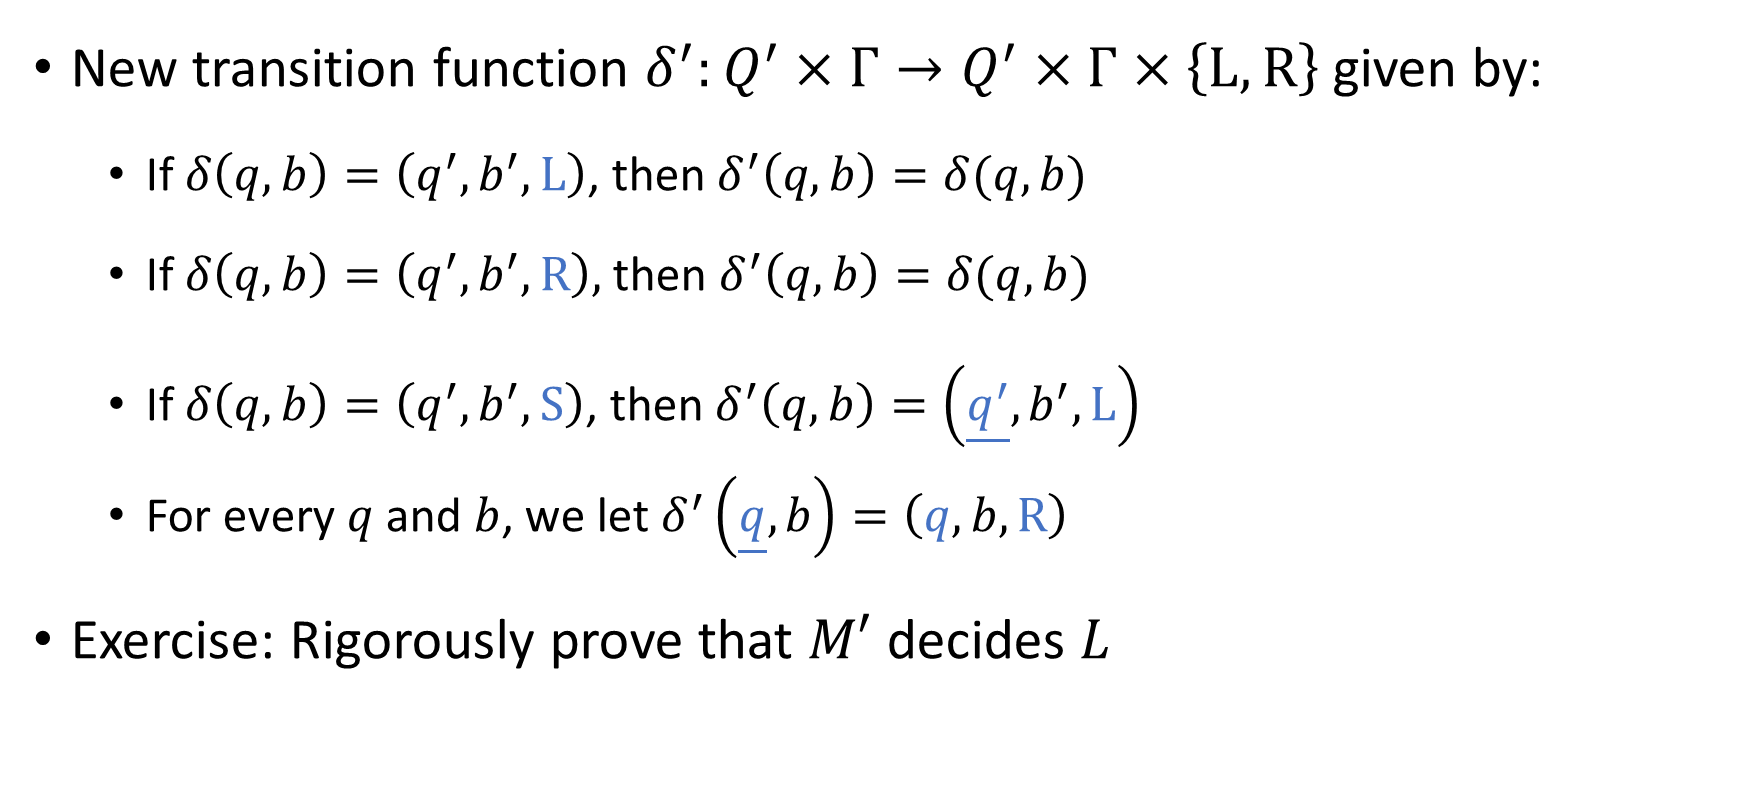 • New transition function 𝛿′: 𝑄′ × Γ → 𝑄′ × Γ × {L, R} given by:
• If 𝛿(𝑞, 𝑏) = (𝑞′, 𝑏′, L), then 𝛿′(𝑞, 𝑏) = 𝛿(𝑞, 𝑏)
• If 𝛿(𝑞, 𝑏) = (𝑞′, 𝑏′, R), then 𝛿′(𝑞, 𝑏) = 𝛿(𝑞, 𝑏)
• If 𝛿(𝑞, 𝑏) = (𝑞′, 𝑏′, S), then 𝛿′(𝑞, 𝑏) = (<u>𝑞′</u>, 𝑏′, L)
• For every 𝑞 and 𝑏, we let 𝛿′(<u>𝑞</u>, 𝑏) = (𝑞, 𝑏, R)
• Exercise: Rigorously prove that 𝑀′ decides 𝐿